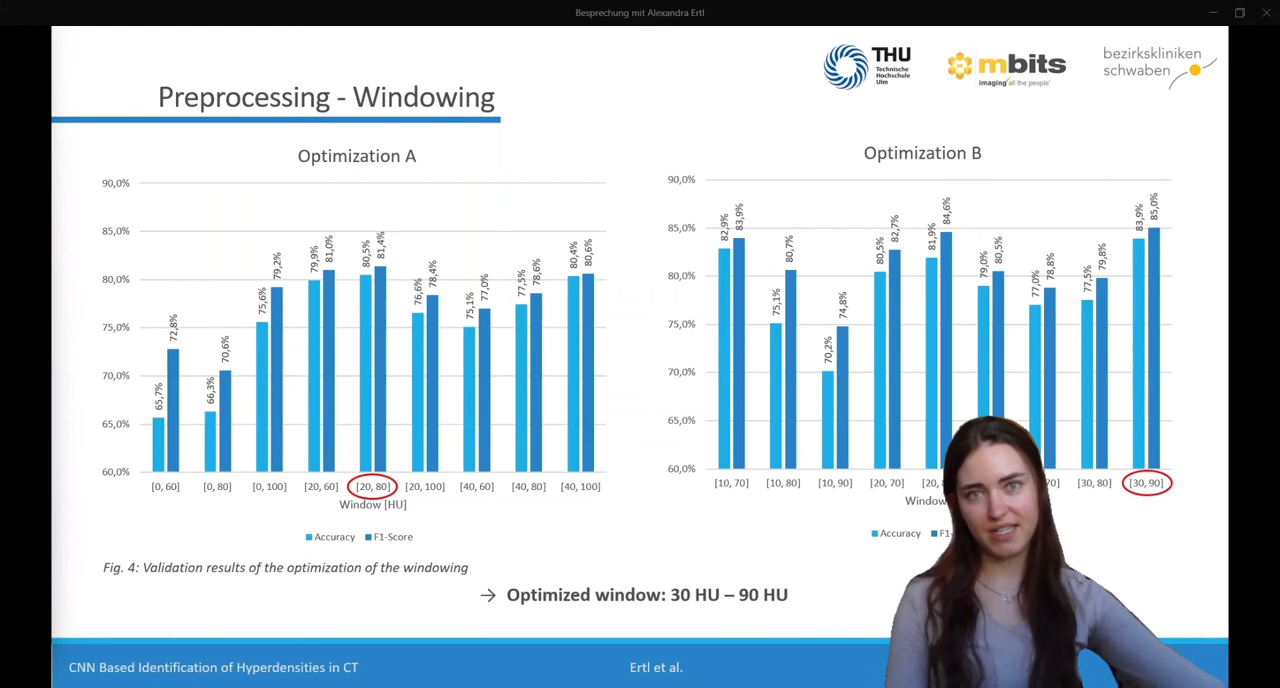 Besprechung mit Alexandra Ertl
THU
Technische
Hochschule
Ulm
mbits
imaging all the people
bezirkskliniken
schwaben
Preprocessing - Windowing
Optimization A
90,0%
85,0%
80,0%
75,0%
70,0%
65,0%
60,0%
65,7% 72,8% 66,3% 70,6% 75,6% 79,2% 79,9% 81,0% 80,5% 81,4% 76,6% 78,4% 75,1% 77,0% 77,5% 78,6% 80,4% 80,6%
[0, 60] [0, 80] [0, 100] [20, 60] [20, 80] [20, 100] [40, 60] [40, 80] [40, 100]
Window [HU]
Accuracy F1-Score
Optimization B
90,0%
85,0%
80,0%
75,0%
70,0%
65,0%
60,0%
82,9% 83,9% 75,1% 80,7% 70,2% 74,8% 80,5% 82,7% 81,9% 84,6% 79,0% 80,5% 77,0% 78,8% 77,5% 79,8% 83,9% 85,0%
[10, 70] [10, 80] [10, 90] [20, 70] [20, 70] [30, 80] [30, 90]
Window
Accuracy F1
Fig. 4: Validation results of the optimization of the windowing
→ Optimized window: 30 HU – 90 HU
CNN Based Identification of Hyperdensities in CT
Ertl et al.